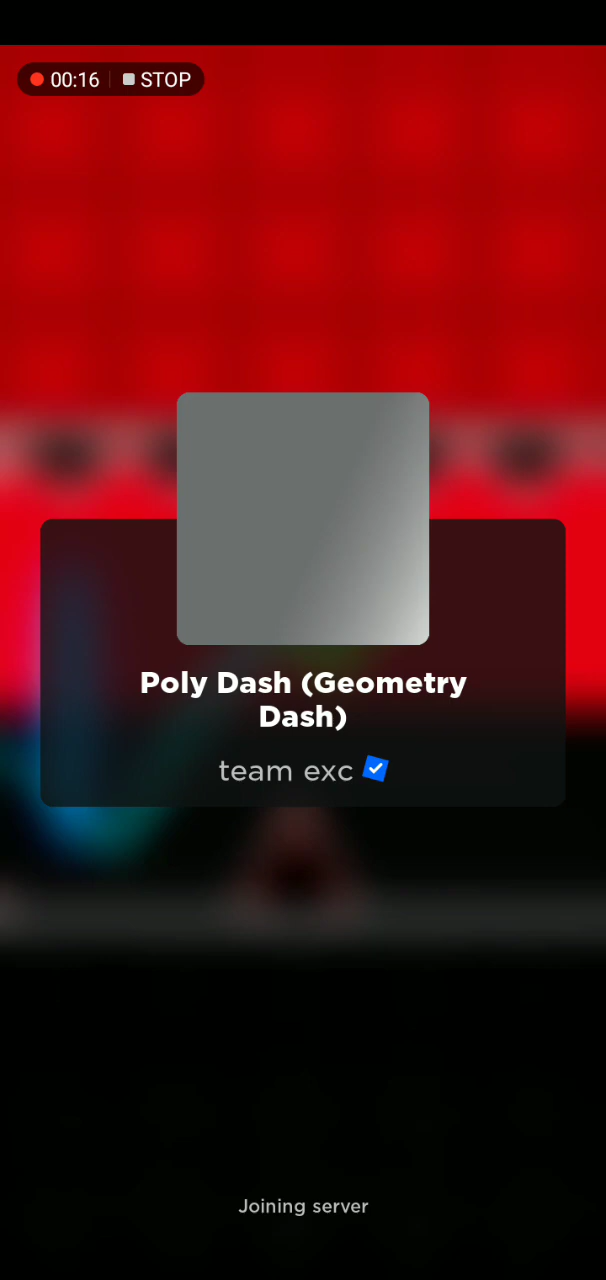 00:16 STOP
Poly Dash (Geometry
Dash)
team exc
Joining server